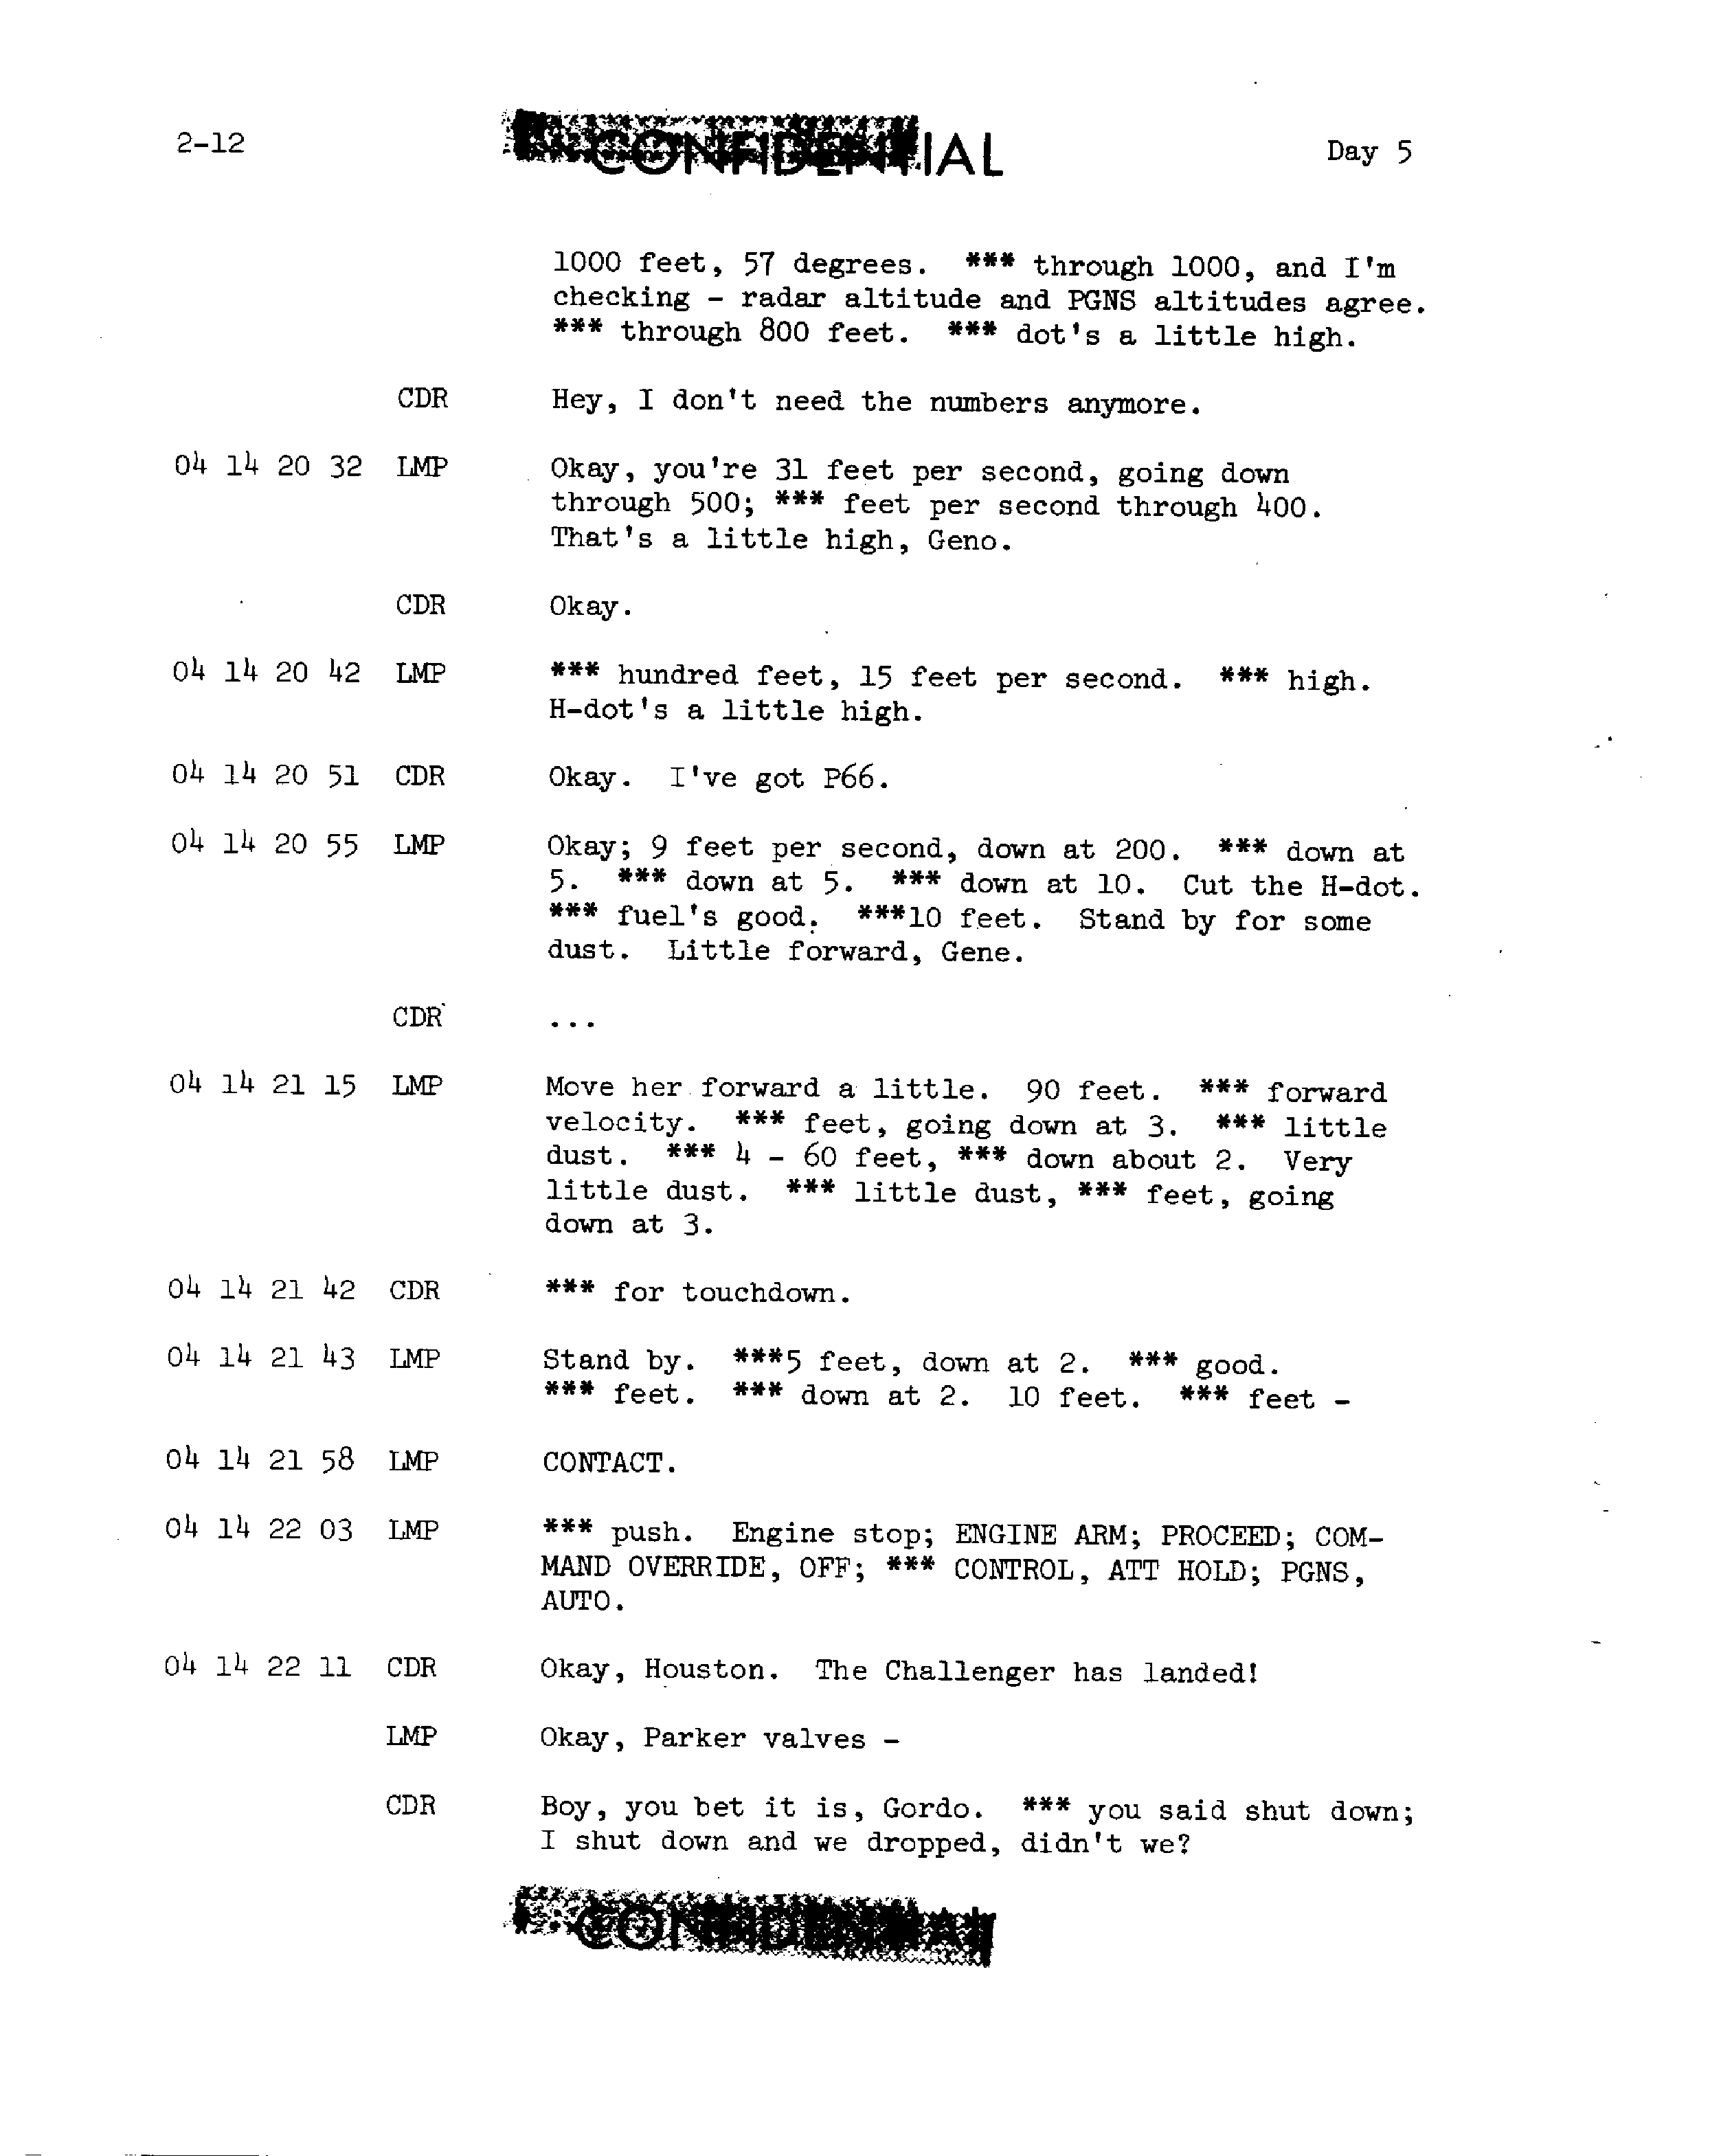 2-12 CONFIDENTIAL Day 5
1000 feet, 57 degrees. *** through 1000, and I'm
checking - radar altitude and PGNS altitudes agree.
*** through 800 feet. *** dot's a little high.
CDR Hey, I don't need the numbers anymore.
04 14 20 32 LMP Okay, you're 31 feet per second, going down
through 500; *** feet per second through 400.
That's a little high, Geno.
CDR Okay.
04 14 20 42 LMP *** hundred feet, 15 feet per second. *** high.
H-dot's a little high.
04 14 20 51 CDR Okay. I've got P66.
04 14 20 55 LMP Okay; 9 feet per second, down at 200. *** down at
5. *** down at 5. *** down at 10. Cut the H-dot.
*** fuel's good. ***10 feet. Stand by for some
dust. Little forward, Gene.
CDR ...
04 14 21 15 LMP Move her forward a little. 90 feet. *** forward
velocity. *** feet, going down at 3. *** little
dust. *** 4 - 60 feet, *** down about 2. Very
little dust. *** little dust, *** feet, going
down at 3.
04 14 21 42 CDR *** for touchdown.
04 14 21 43 LMP Stand by. ***5 feet, down at 2. *** good.
*** feet. *** down at 2. 10 feet. *** feet -
04 14 21 58 LMP CONTACT.
04 14 22 03 LMP *** push. Engine stop; ENGINE ARM; PROCEED; COM-
MAND OVERRIDE, OFF; *** CONTROL, ATT HOLD; PGNS,
AUTO.
04 14 22 11 CDR Okay, Houston. The Challenger has landed!
LMP Okay, Parker valves -
CDR Boy, you bet it is, Gordo. *** you said shut down;
I shut down and we dropped, didn't we?
CONFIDENTIAL